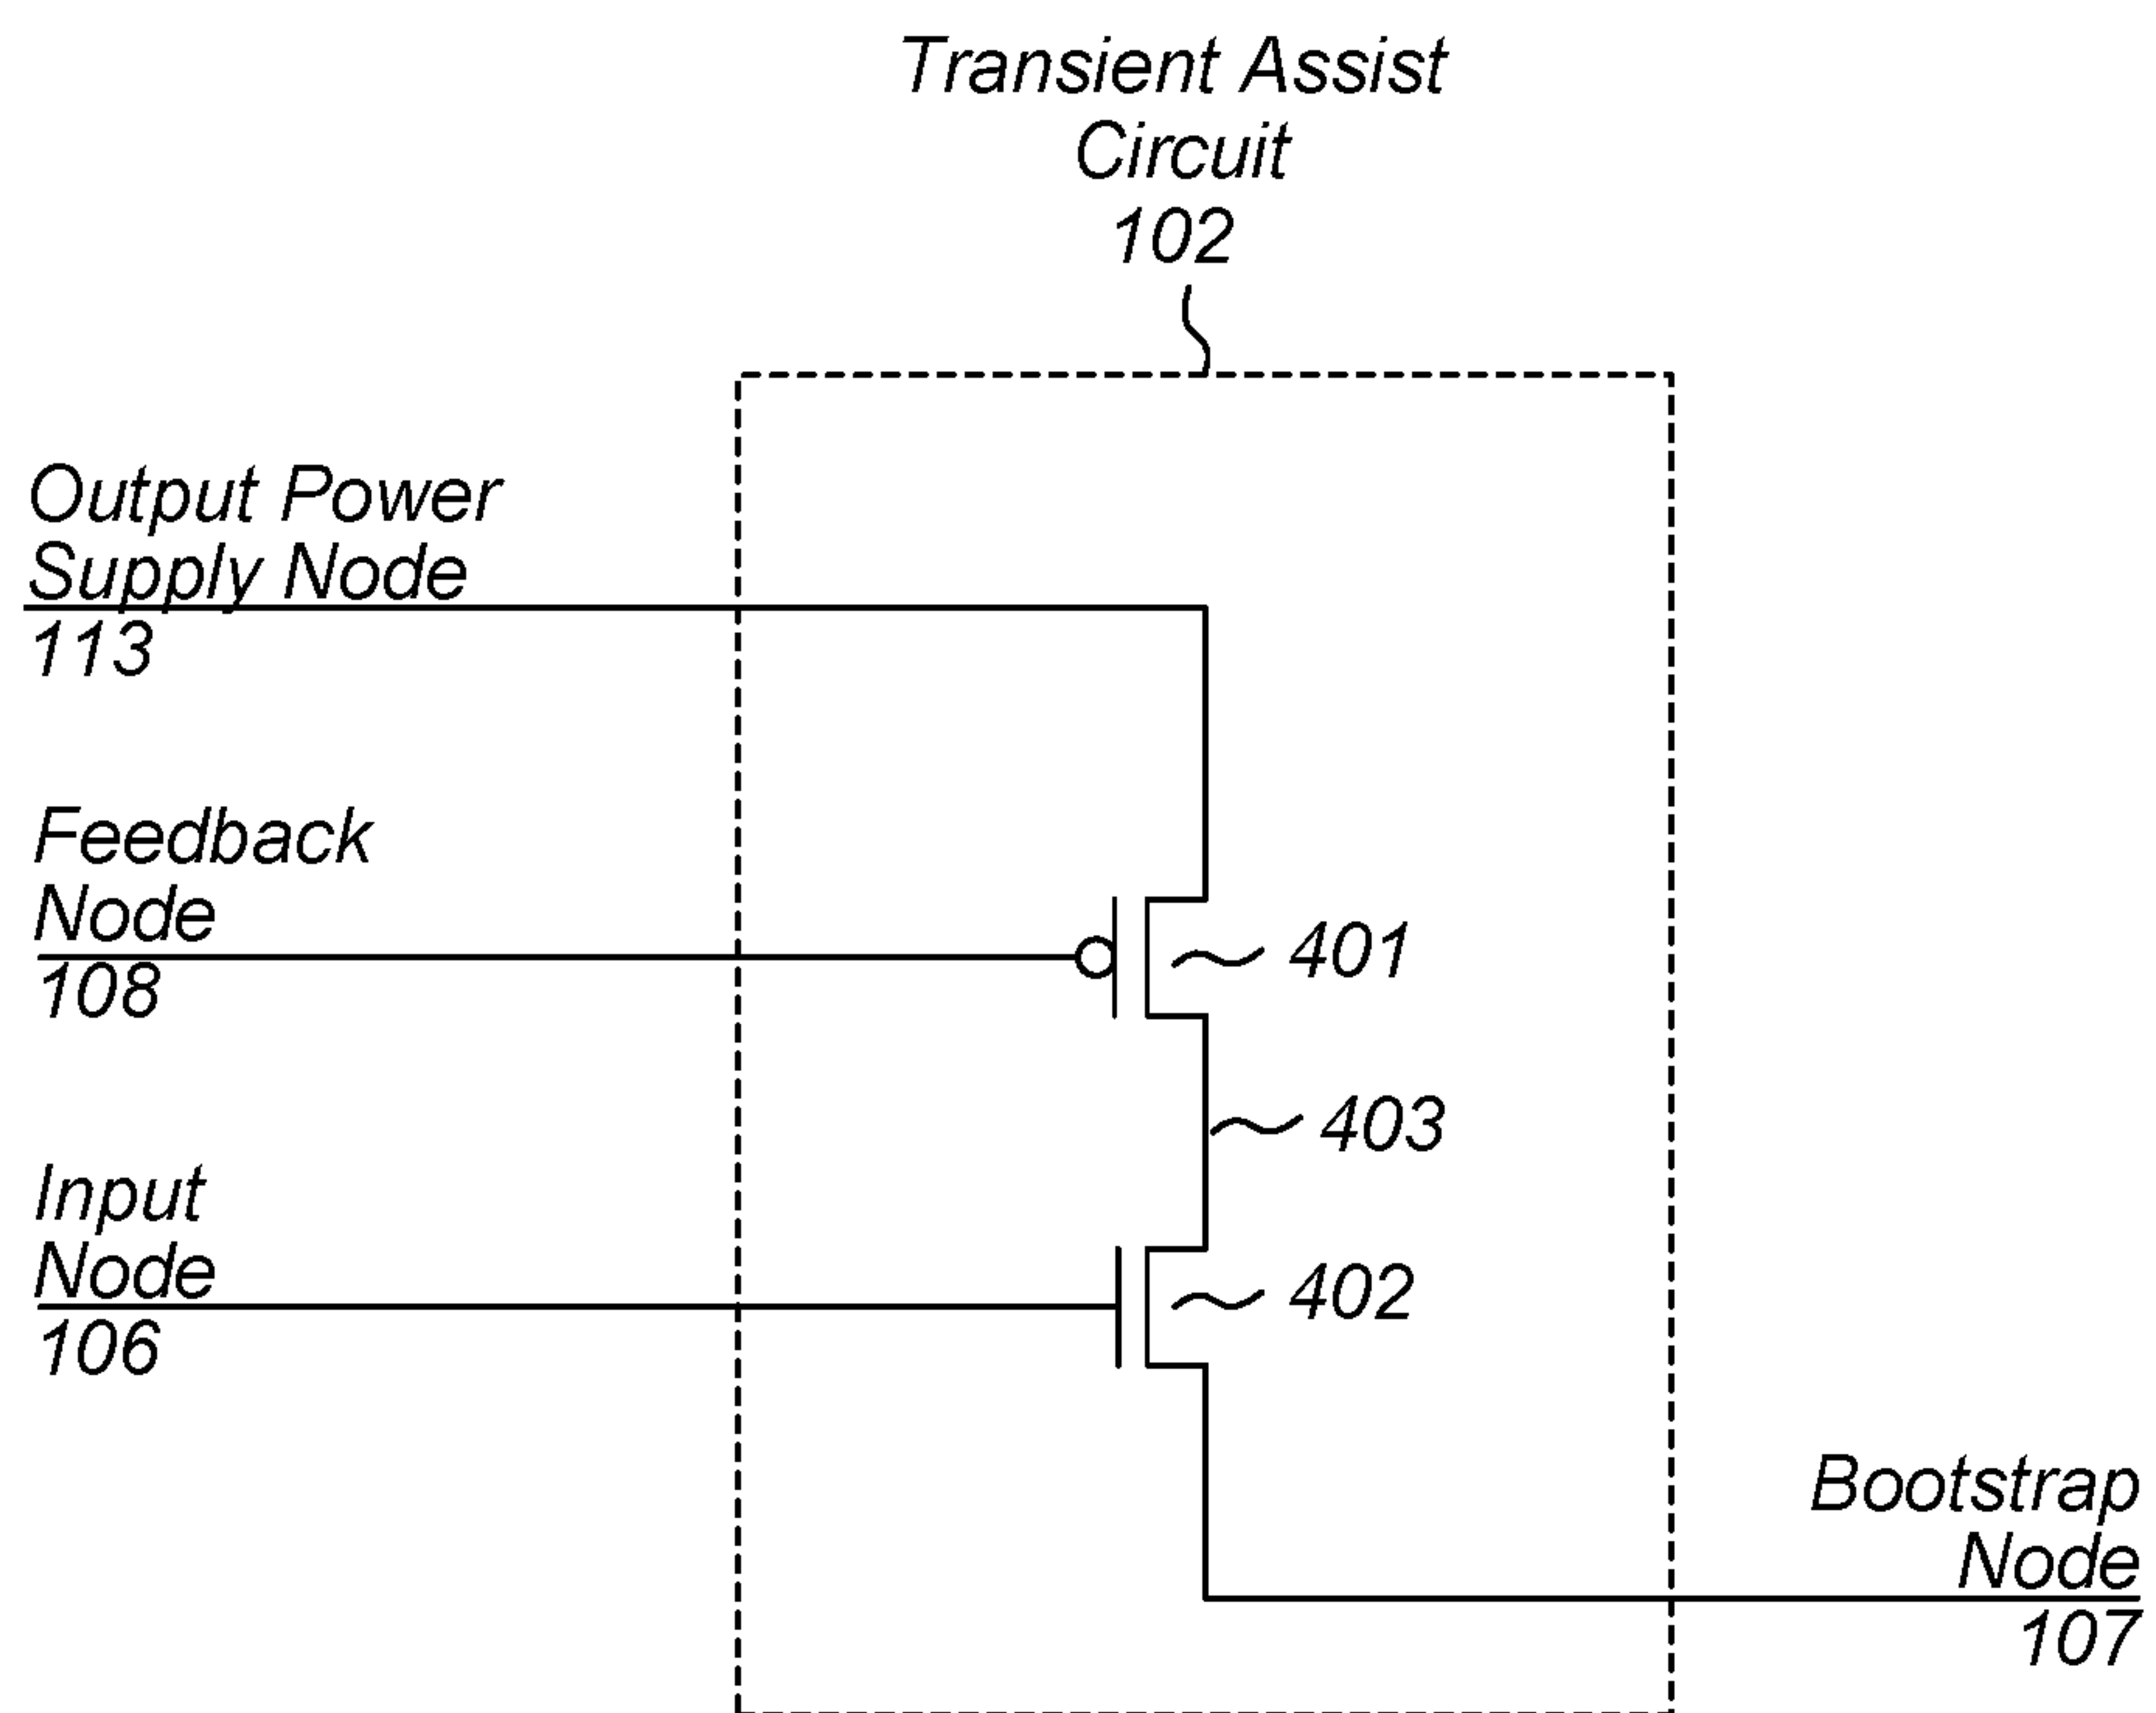 Transient Assist
Circuit
102
Output Power
Supply Node
113
Feedback
Node
108
401
403
Input
Node
106
402
Bootstrap
Node
107